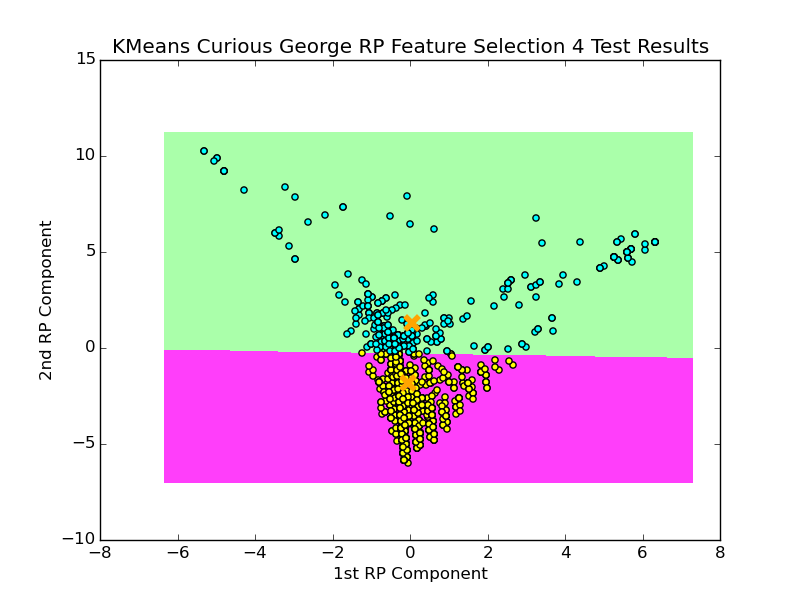 KMeans Curious George RP Feature Selection 4 Test Results
15
10
5
0
−5
−10
−8 −6 −4 −2 0 2 4 6 8
2nd RP Component
1st RP Component